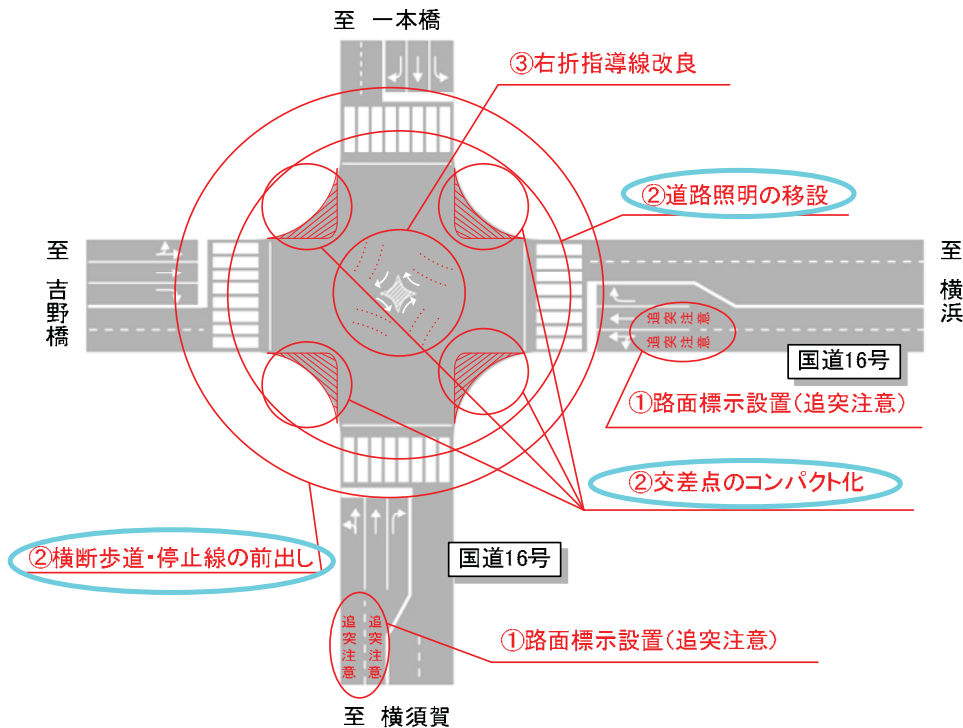 至 一本橋
③右折指導線改良
②道路照明の移設
至 吉野橋
至 横浜
追突注意
追突注意
国道16号
①路面標示設置(追突注意)
②交差点のコンパクト化
②横断歩道・停止線の前出し
国道16号
追突注意
追突注意
①路面標示設置(追突注意)
至 横須賀